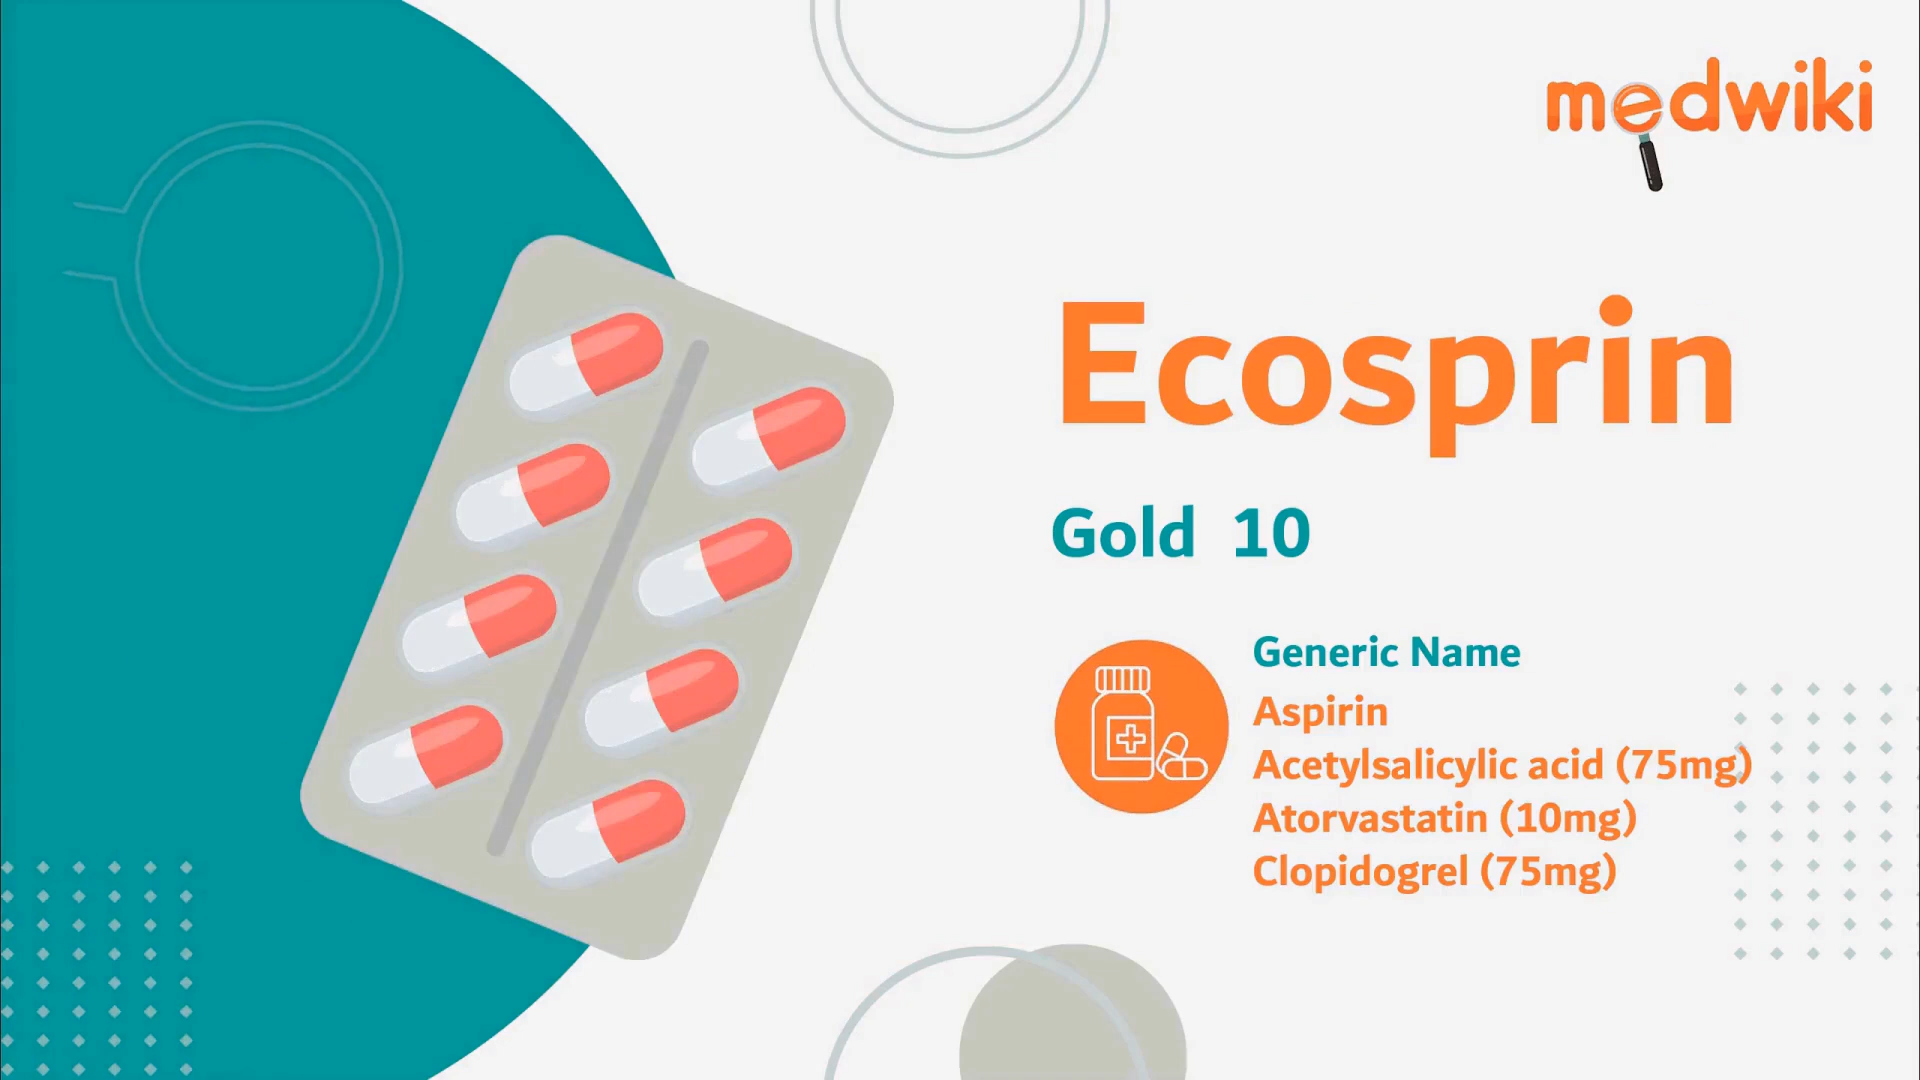 medwiki
Ecosprin
Gold 10
Generic Name
Aspirin
Acetylsalicylic acid (75mg)
Atorvastatin (10mg)
Clopidogrel (75mg)